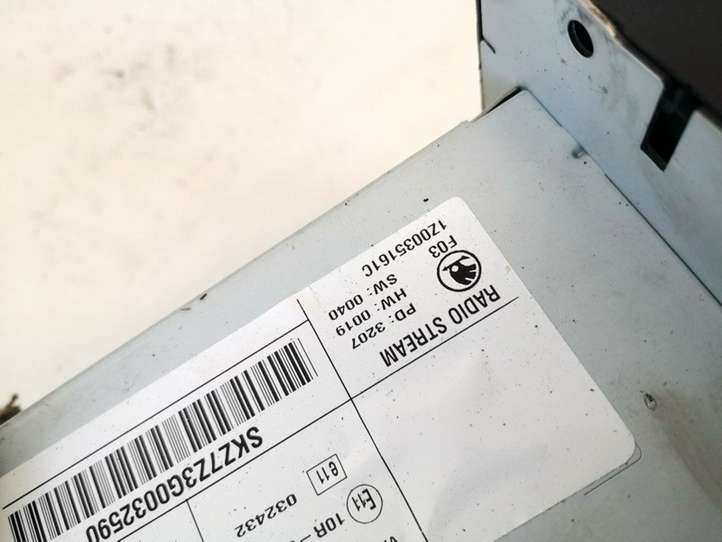 RADIO STREAM
F03
1Z0035161C
PD: 3207
HW: 0019
SW: 0040
SKZ7Z3G0032590
E11
10R-
e11
032432